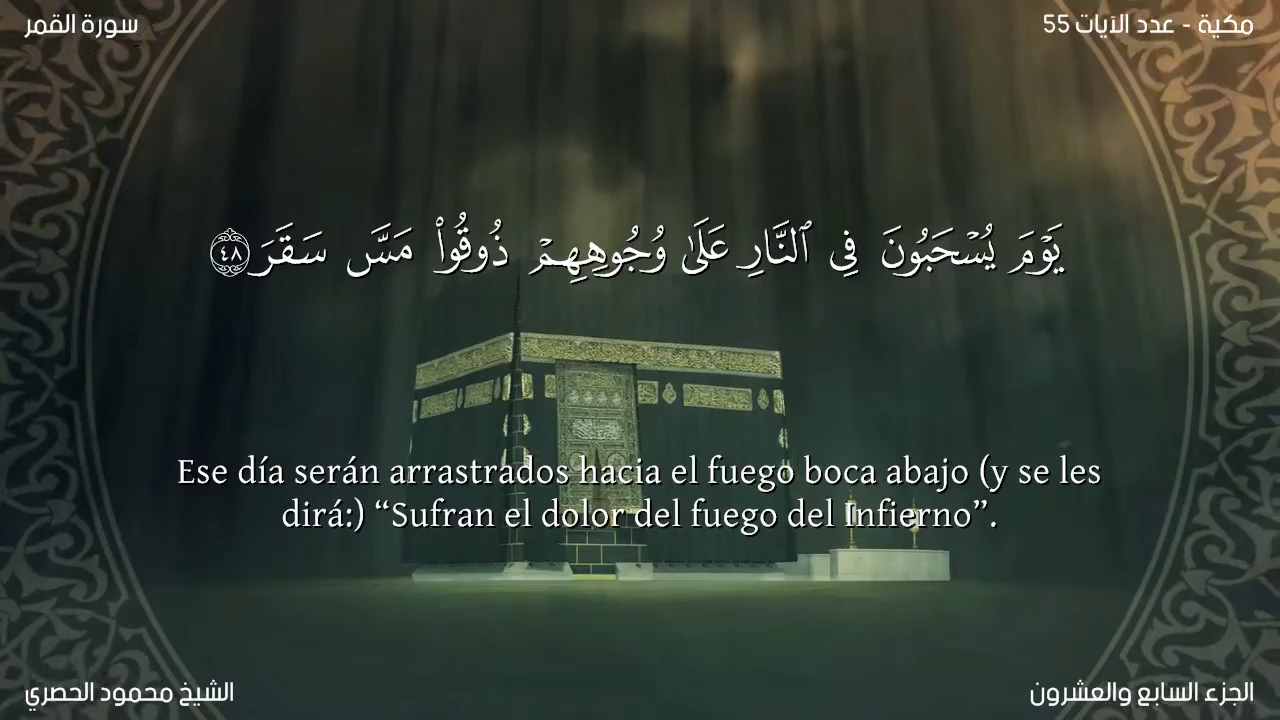 سورة القمر
مكية - عدد الآيات 55
يَوْمَ يُسْحَبُونَ فِي ٱلنَّارِ عَلَىٰ وُجُوهِهِمْ ذُوقُوا۟ مَسَّ سَقَرَ ٤٨
Ese día serán arrastrados hacia el fuego boca abajo (y se les
dirá:) “Sufran el dolor del fuego del Infierno”.
الشيخ محمود الحصري
الجزء السابع والعشرون